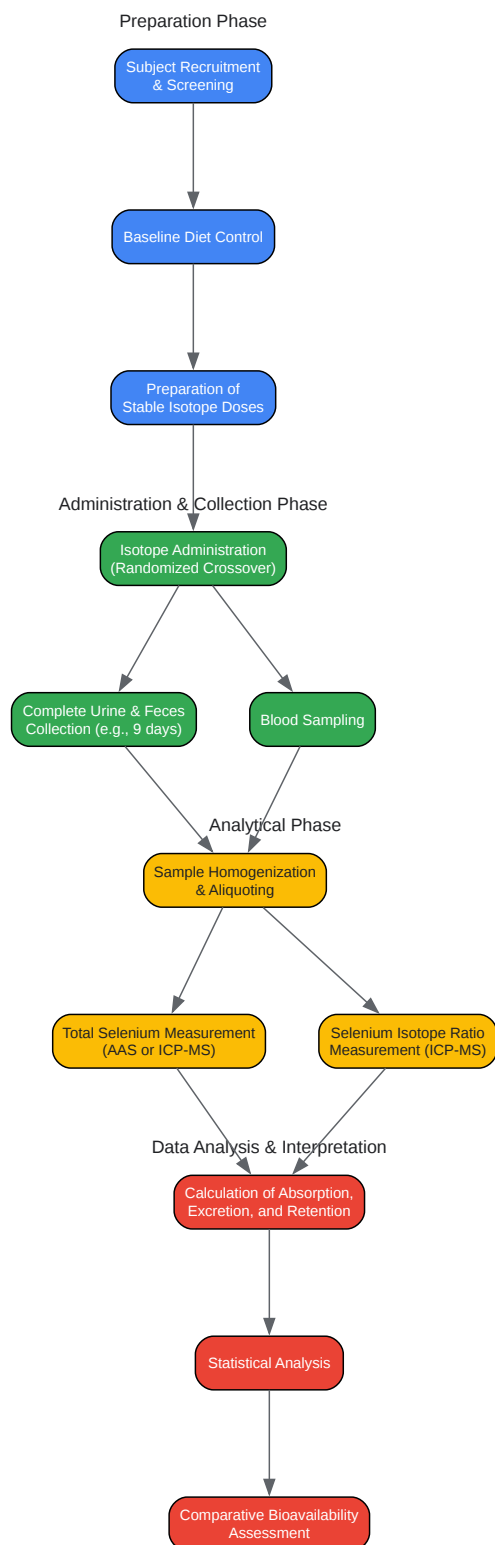 Preparation Phase
Subject Recruitment
& Screening
Baseline Diet Control
Preparation of
Stable Isotope Doses
Administration & Collection Phase
Isotope Administration
(Randomized Crossover)
Complete Urine & Feces
Collection (e.g., 9 days)
Blood Sampling
Analytical Phase
Sample Homogenization
& Aliquoting
Total Selenium Measurement
(AAS or ICP-MS)
Selenium Isotope Ratio
Measurement (ICP-MS)
Data Analysis & Interpretation
Calculation of Absorption,
Excretion, and Retention
Statistical Analysis
Comparative Bioavailability
Assessment